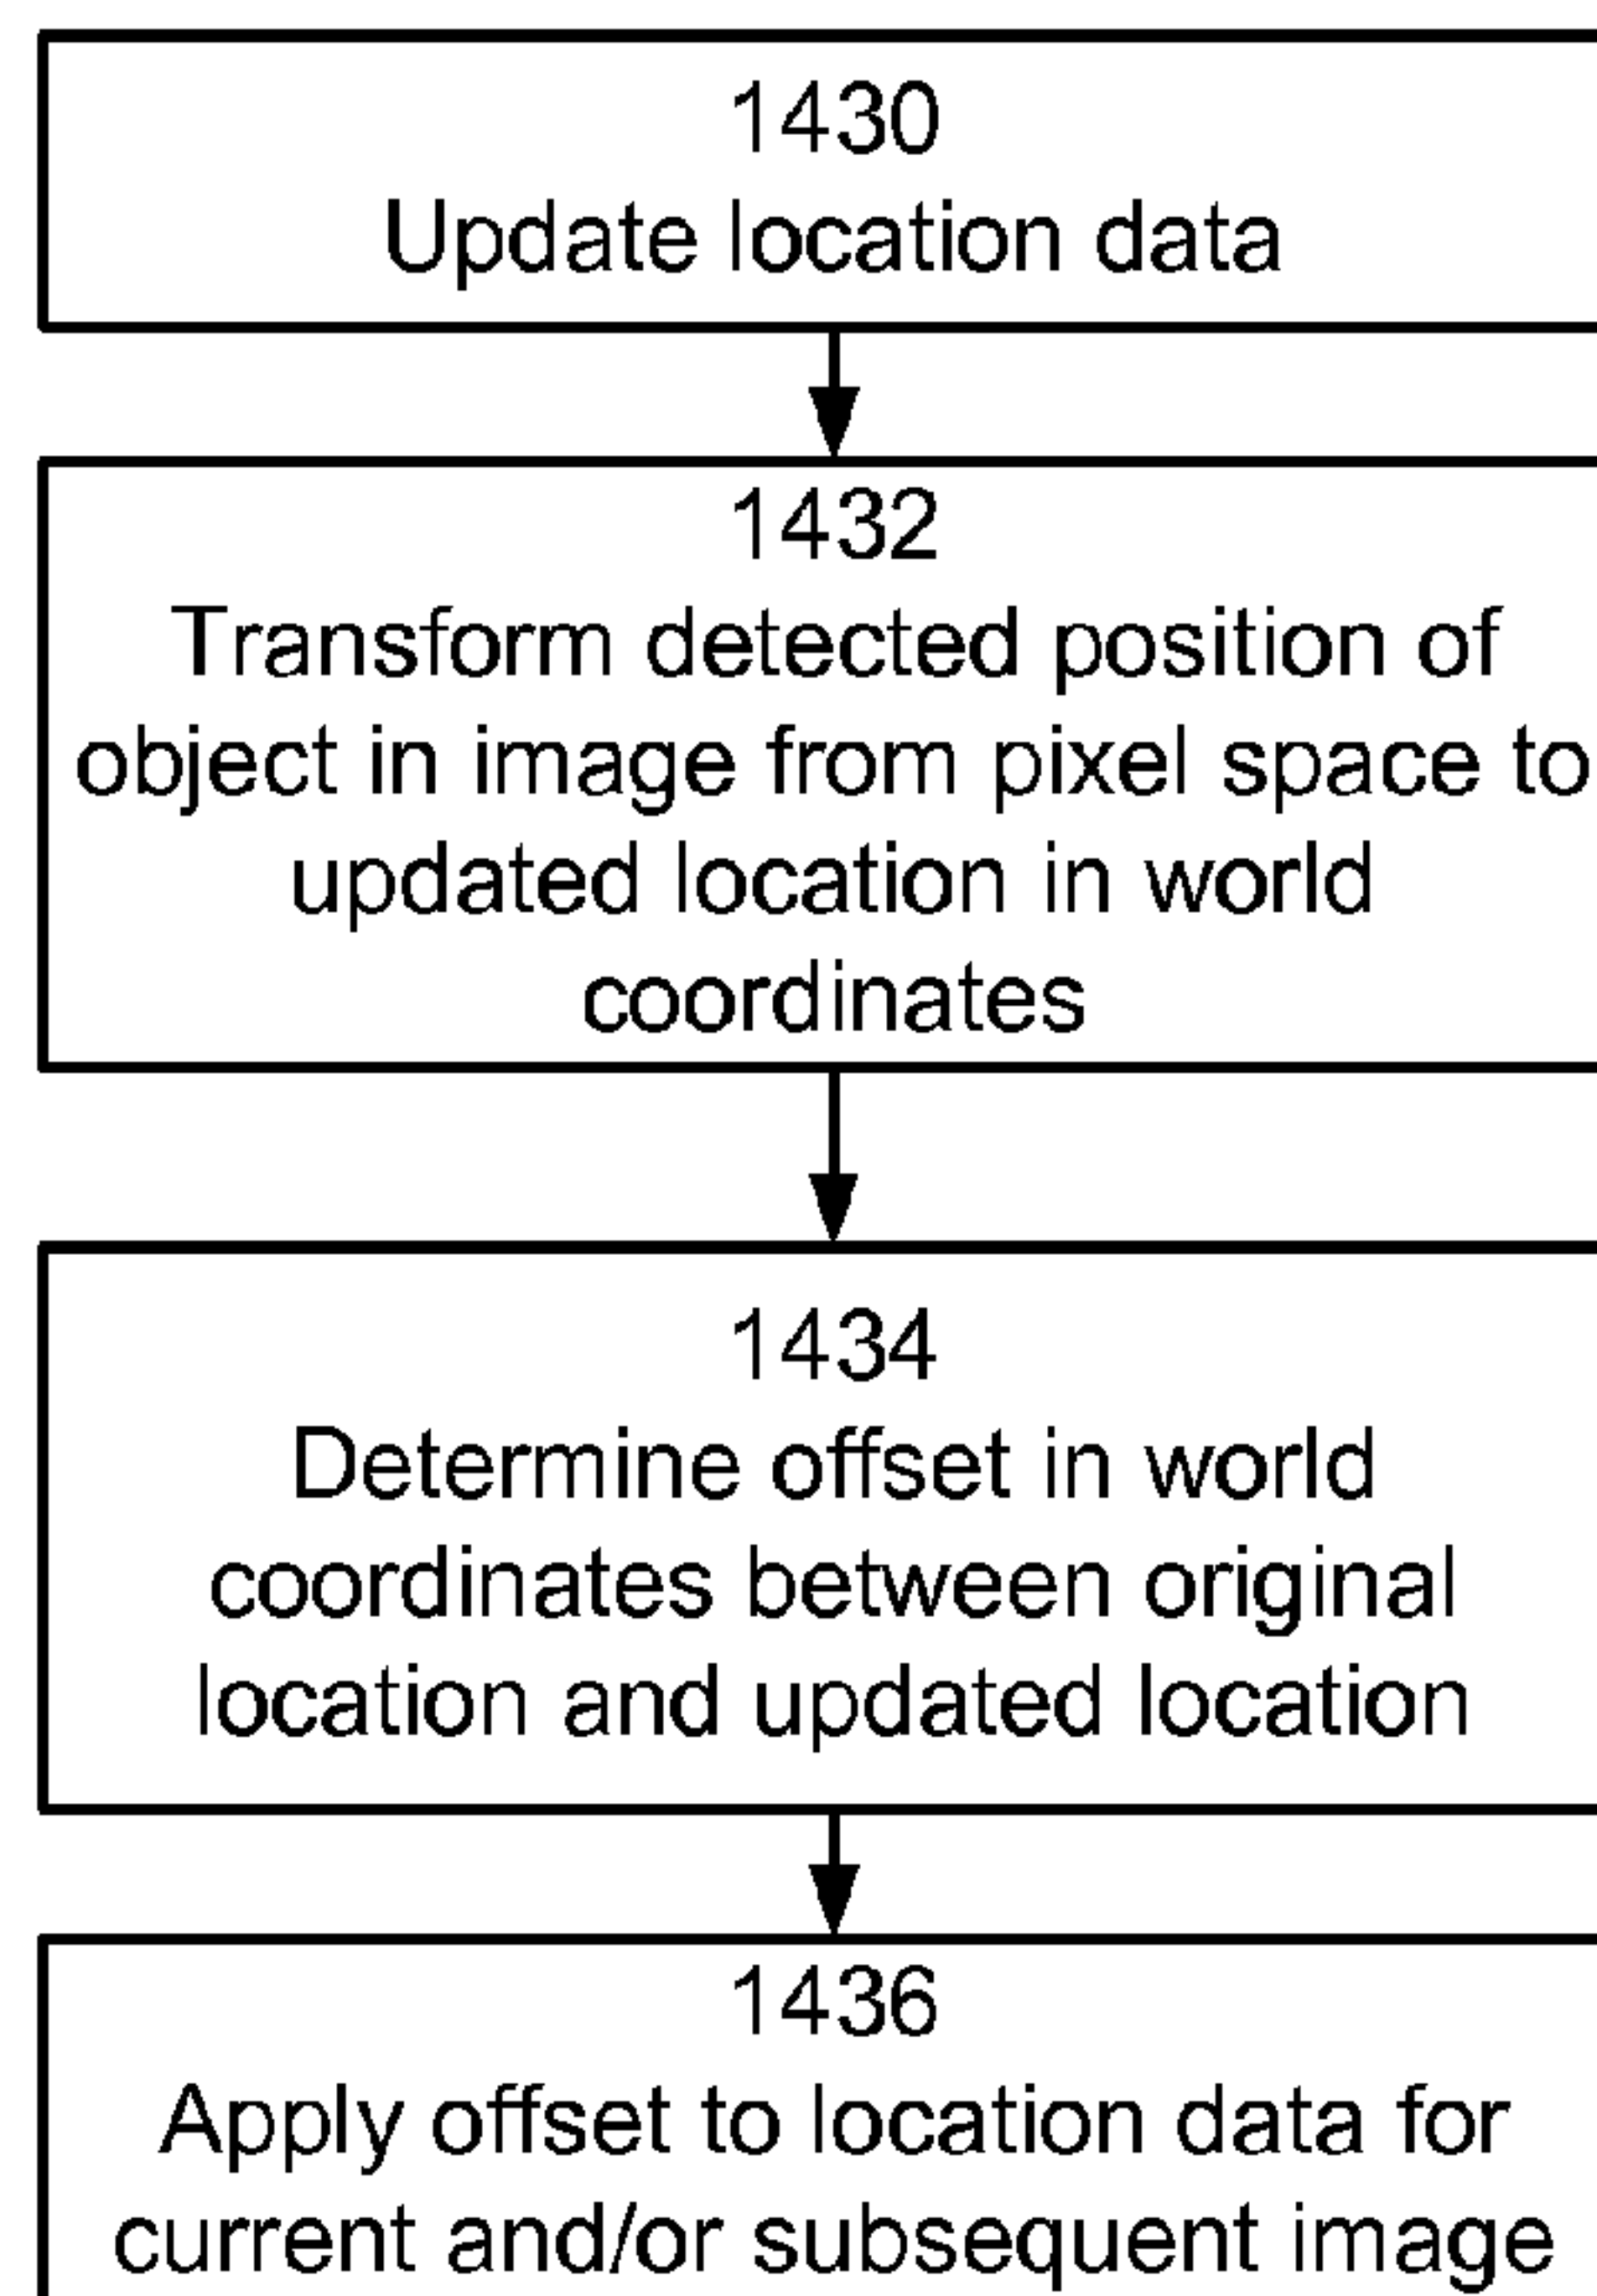 1430
Update location data
1432
Transform detected position of
object in image from pixel space to
updated location in world
coordinates
1434
Determine offset in world
coordinates between original
location and updated location
1436
Apply offset to location data for
current and/or subsequent image